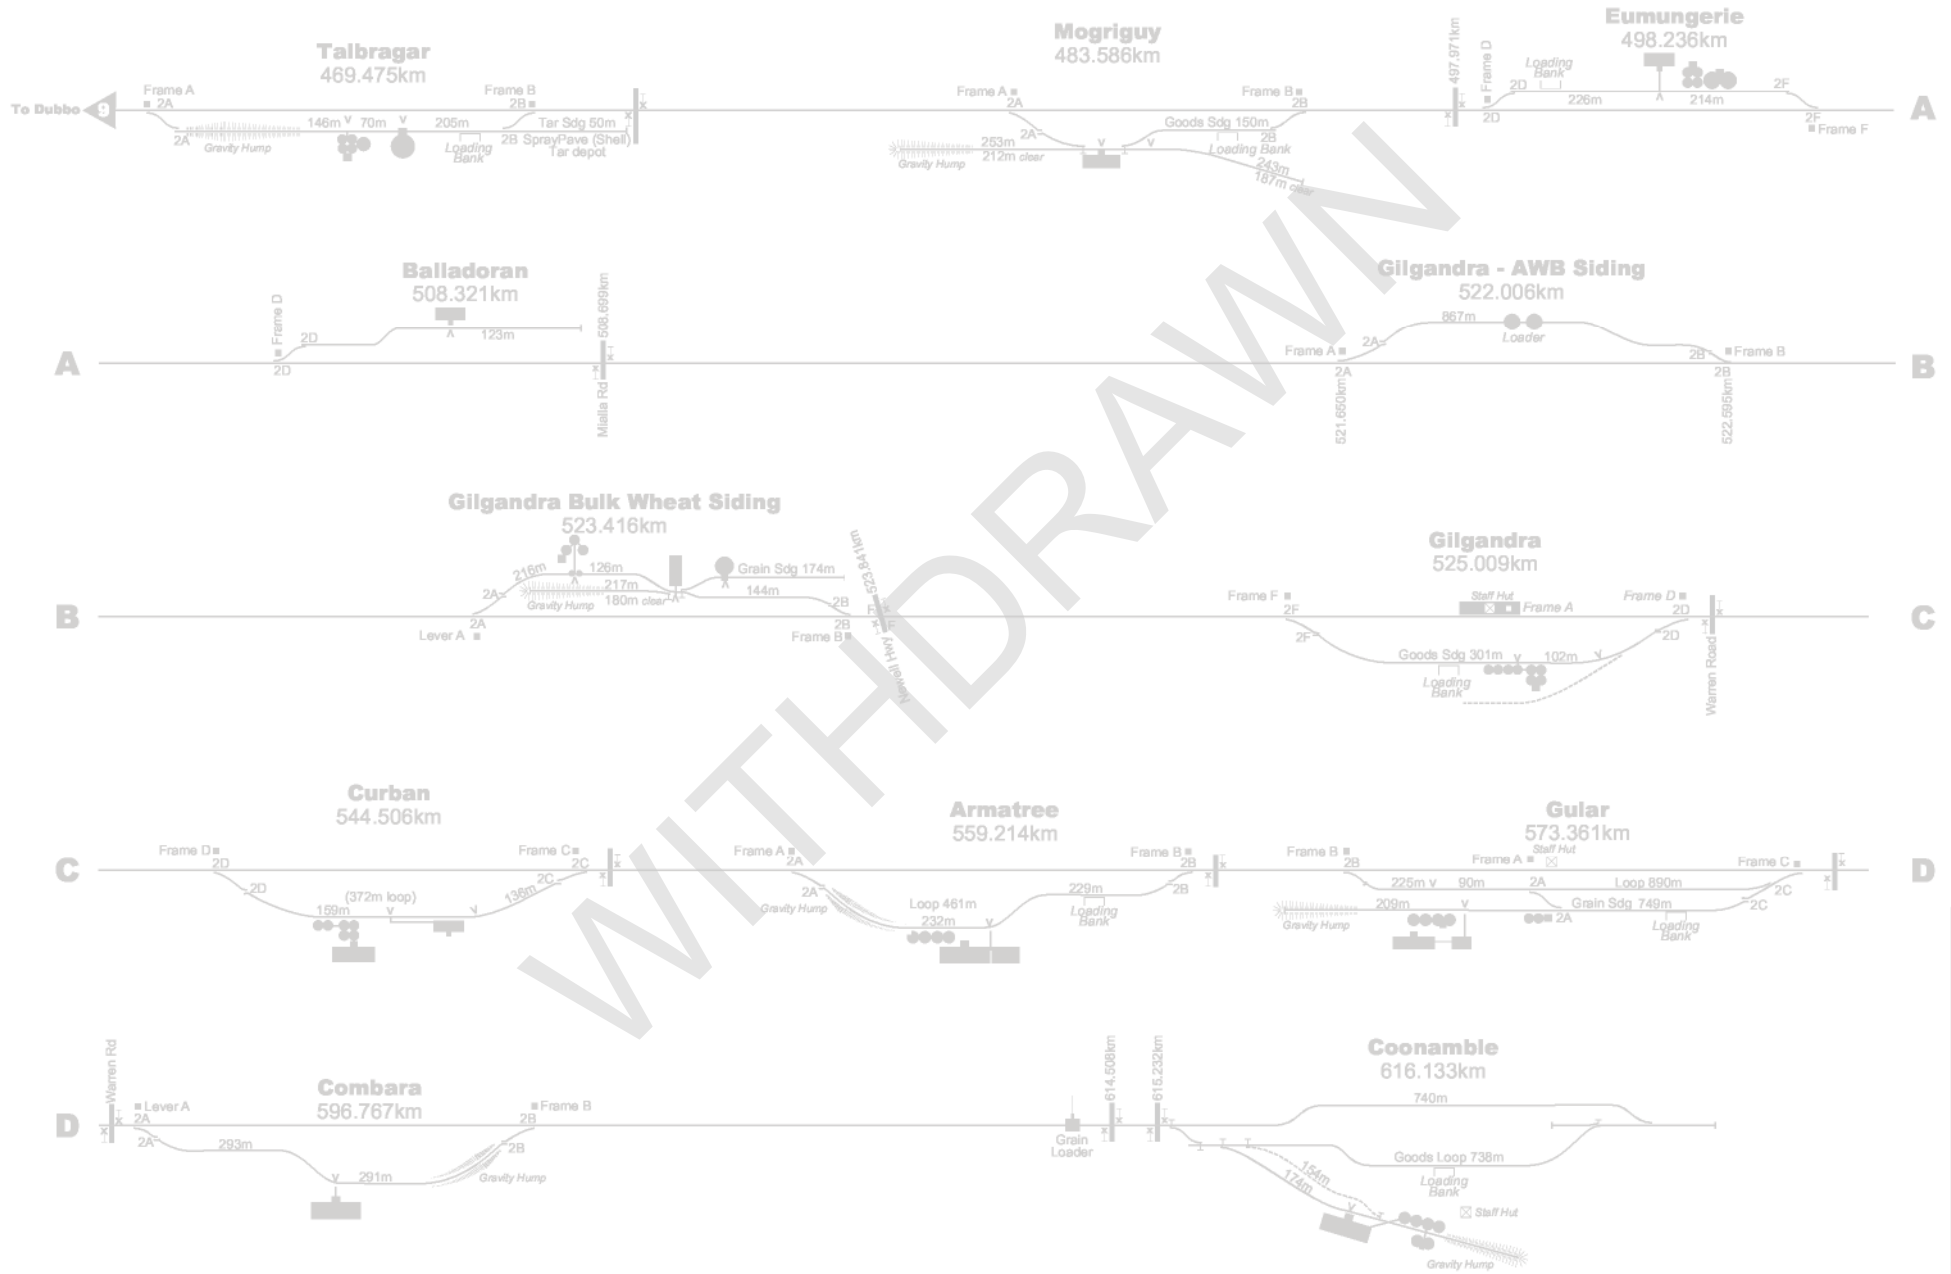 Talbragar
469.475km
To Dubbo
9
Frame A
2A
2A
Gravity Hump
146m v 70m v 205m
Loading
Bank
Frame B
2B
2B
Tar Sdg 50m
SprayPave (Shell)
Tar depot
Mogriguy
483.586km
Frame A
2A
2A
253m
212m clear
Gravity Hump
Goods Sdg 150m
Loading Bank
Frame B
2B
2B
243m
187m clear
497.971km
Eumungerie
498.236km
Frame D
2D
2D
Loading
Bank
226m
214m
2F
2F
Frame F
A
Balladoran
508.321km
A
Frame D
2D
2D
123m
508.699km
Mialla Rd
Gilgandra - AWB Siding
522.006km
Frame A
2A
2A
521.650km
867m
Loader
2B
2B
Frame B
522.595km
B
Gilgandra Bulk Wheat Siding
523.416km
B
Lever A
2A
2A
216m
126m
217m
180m clear
Gravity Hump
Grain Sdg 174m
144m
2B
2B
Frame B
523.841km
F
F
Newell Hwy
Gilgandra
525.009km
Frame F
2F
2F
Staff Hut
Frame A
Frame D
2D
2D
Goods Sdg 301m
102m
Loading
Bank
Warren Road
C
Curban
544.506km
C
Frame D
2D
2D
(372m loop)
159m
136m
Frame C
2C
2C
Armatree
559.214km
Frame A
2A
2A
Gravity Hump
Loop 461m
232m
229m
Loading
Bank
Frame B
2B
2B
Gular
573.361km
Staff Hut
Frame B
2B
225m v 90m
209m
Gravity Hump
Frame A
2A
2A
Loop 890m
Grain Sdg 749m
Loading
Bank
Frame C
2C
2C
D
D
Warren Rd
Combara
596.767km
Lever A
2A
2A
293m
291m
Gravity Hump
Frame B
2B
2B
Grain
Loader
614.508km
615.232km
Coonamble
616.133km
740m
Goods Loop 738m
Loading
Bank
154m
174m
Staff Hut
Gravity Hump
WITHDRAWN